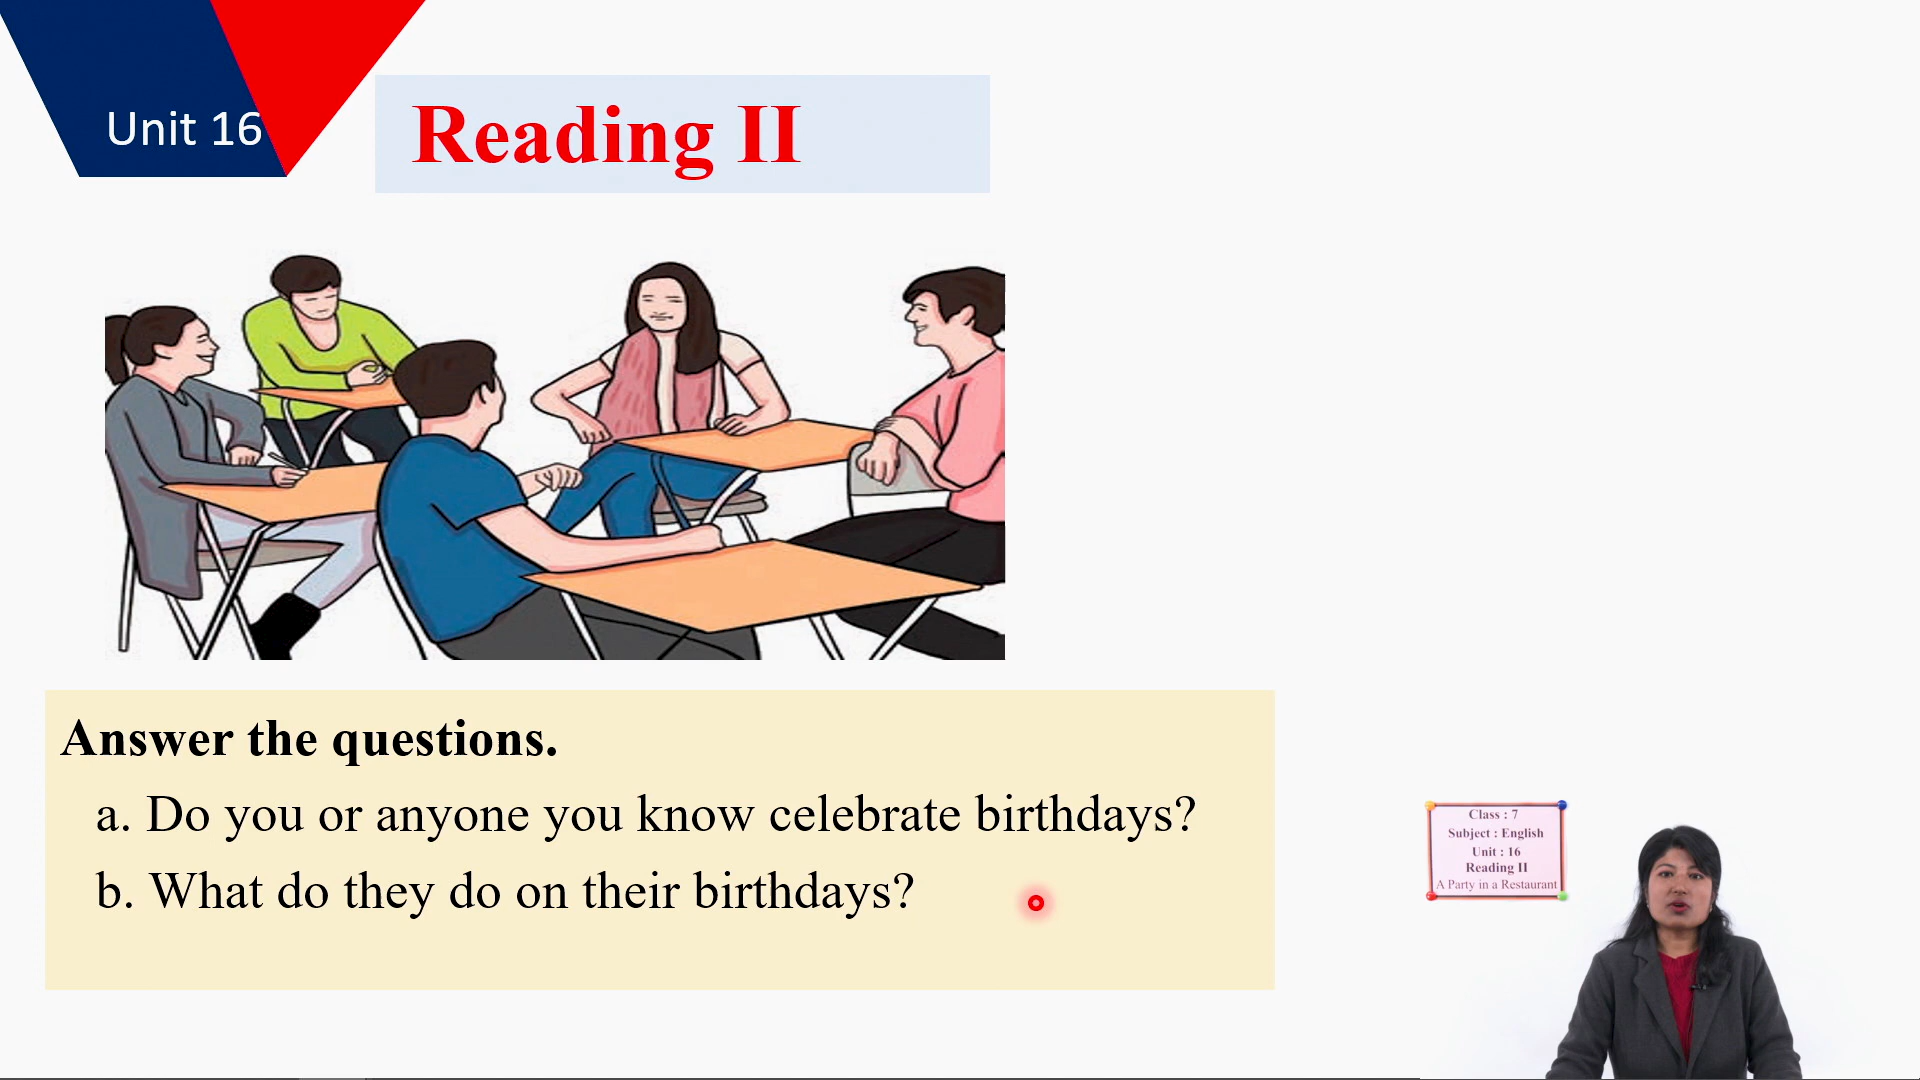 Unit 16
Reading II
Answer the questions.
a. Do you or anyone you know celebrate birthdays?
b. What do they do on their birthdays?
Class : 7
Subject : English
Unit : 16
Reading II
A Party in a Restaurant